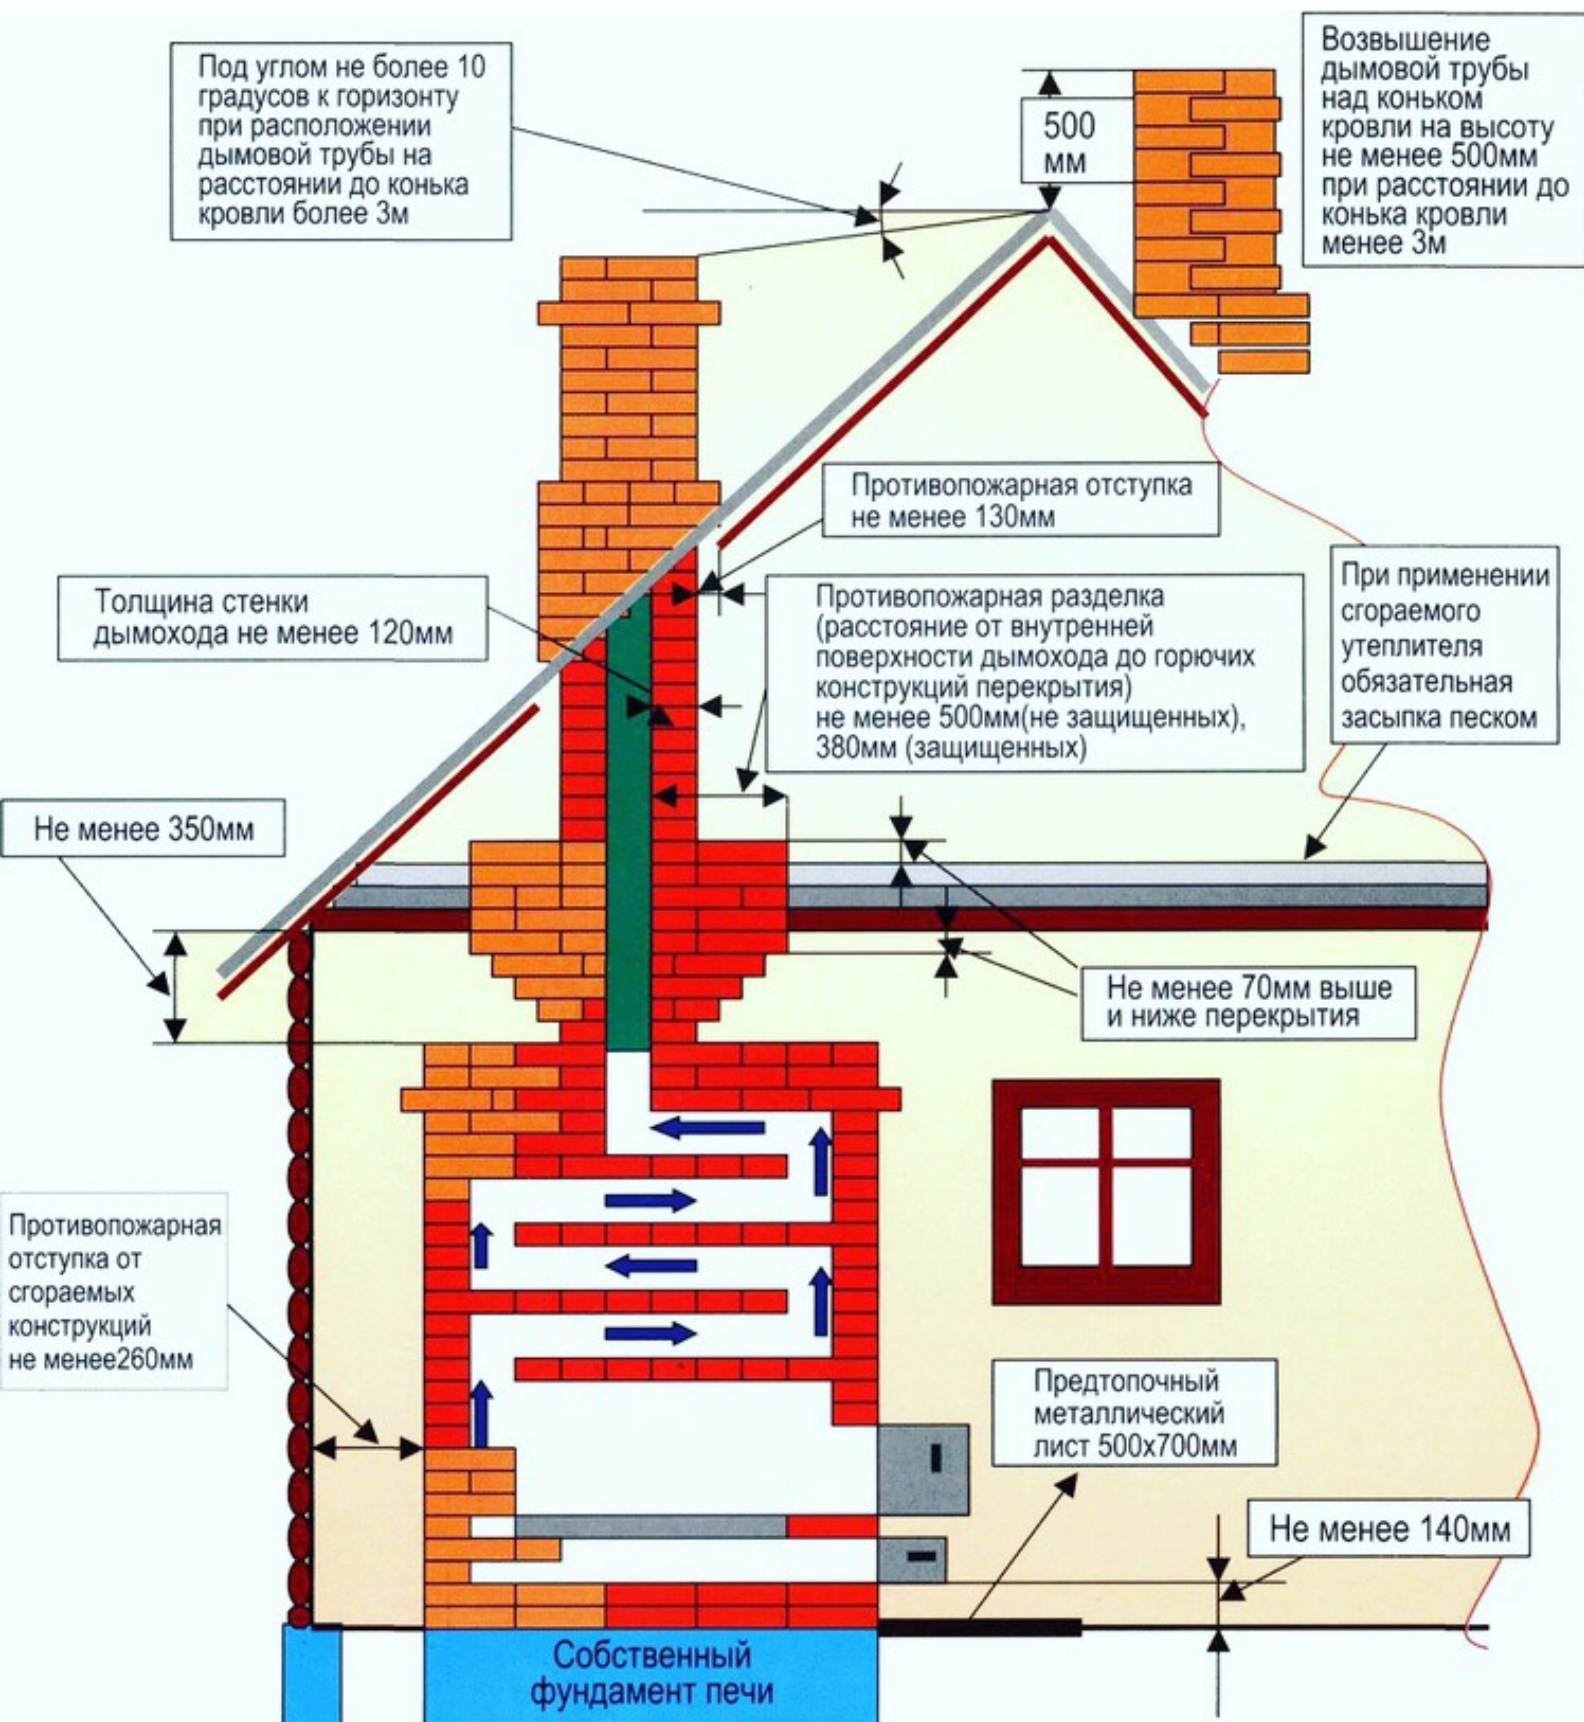 Под углом не более 10
градусов к горизонту
при расположении
дымовой трубы на
расстоянии до конька
кровли более 3м
500
мм
Возвышение
дымовой трубы
над коньком
кровли на высоту
не менее 500мм
при расстоянии до
конька кровли
менее 3м
Противопожарная отступка
не менее 130мм
Толщина стенки
дымохода не менее 120мм
Противопожарная разделка
(расстояние от внутренней
поверхности дымохода до горючих
конструкций перекрытия)
не менее 500мм(не защищенных),
380мм (защищенных)
При применении
сгораемого
утеплителя
обязательная
засыпка песком
Не менее 350мм
Не менее 70мм выше
и ниже перекрытия
Противопожарная
отступка от
сгораемых
конструкций
не менее260мм
Предтопочный
металлический
лист 500х700мм
Не менее 140мм
Собственный
фундамент печи